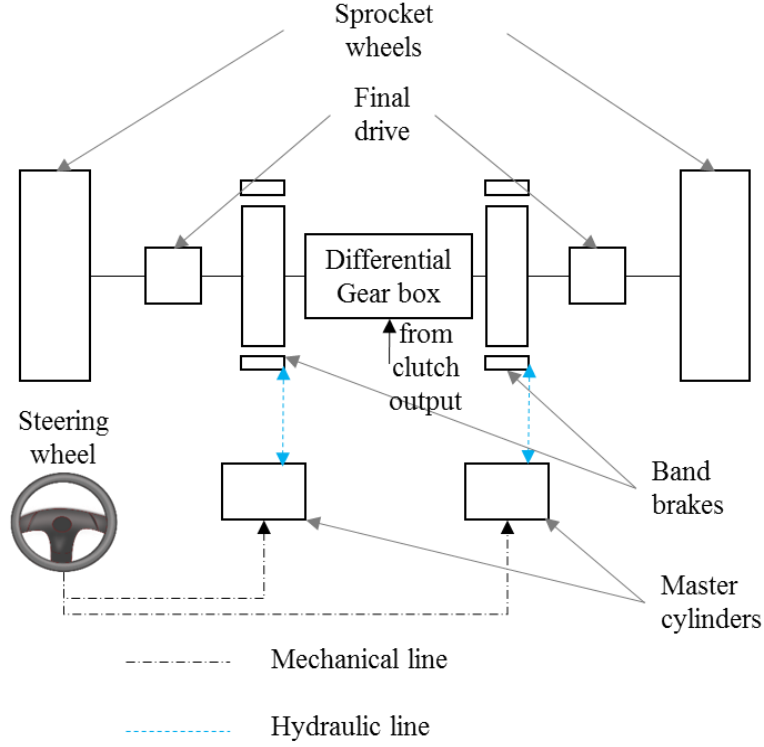 Sprocket
wheels
Final
drive
Differential
Gear box
from
clutch
output
Steering
wheel
Band
brakes
Master
cylinders
Mechanical line
Hydraulic line